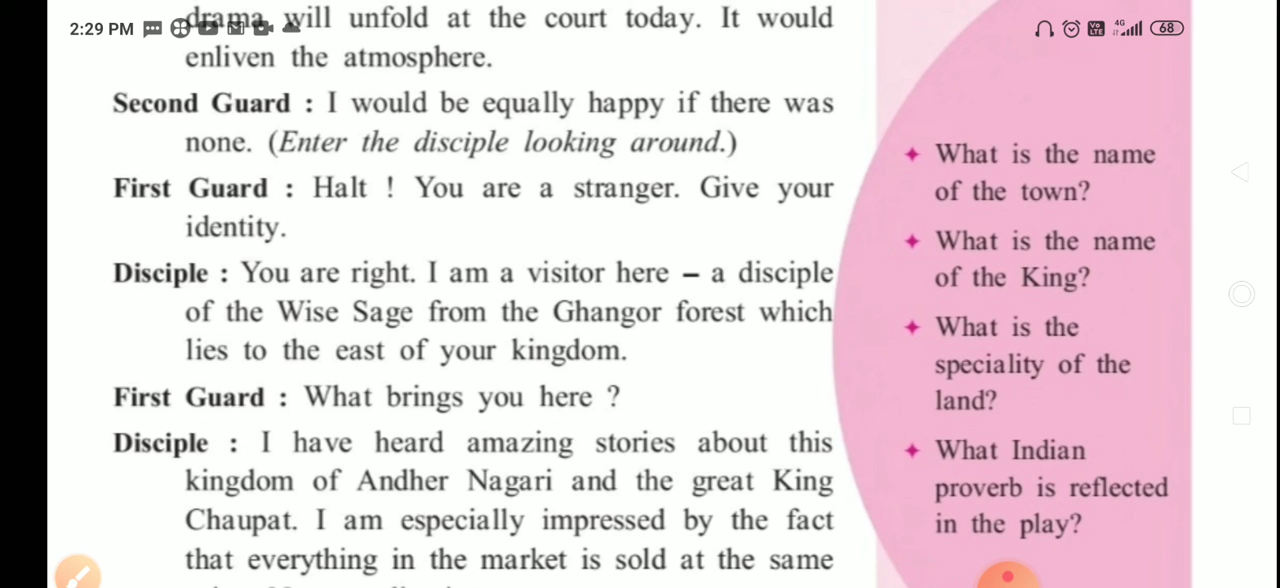 2:29 PM
4G
68
Vo
LTE
drama will unfold at the court today. It would
enliven the atmosphere.
Second Guard : I would be equally happy if there was
none. (Enter the disciple looking around.)
First Guard : Halt ! You are a stranger. Give your
identity.
Disciple : You are right. I am a visitor here – a disciple
of the Wise Sage from the Ghangor forest which
lies to the east of your kingdom.
First Guard : What brings you here ?
Disciple : I have heard amazing stories about this
kingdom of Andher Nagari and the great King
Chaupat. I am especially impressed by the fact
that everything in the market is sold at the same
What is the name
of the town?
What is the name
of the King?
What is the
speciality of the
land?
What Indian
proverb is reflected
in the play?